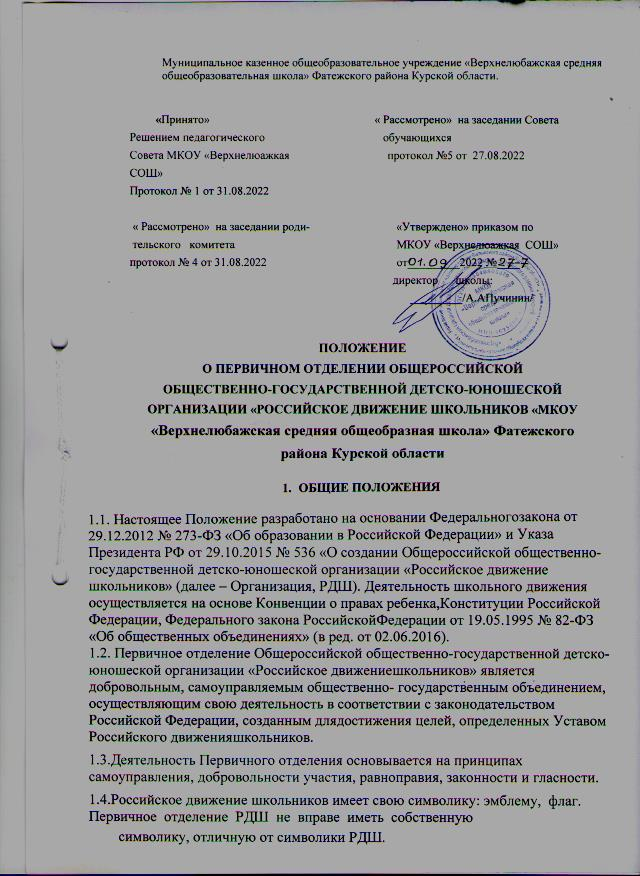 Муниципальное казенное общеобразовательное учреждение «Верхнелюбажская средняя
общеобразовательная школа» Фатежского района Курской области.
«Принято»
Решением педагогического
Совета МКОУ «Верхнелюажкая
СОШ»
Протокол № 1 от 31.08.2022
« Рассмотрено» на заседании Совета
обучающихся
протокол №5 от 27.08.2022
« Рассмотрено» на заседании роди-
тельского комитета
протокол № 4 от 31.08.2022
«Утверждено» приказом по
МКОУ «Верхнелюажкая СОШ»
от 01.09 2022 № 27-7
директор школы:
/А.АПучинин/
ПОЛОЖЕНИЕ
О ПЕРВИЧНОМ ОТДЕЛЕНИИ ОБЩЕРОССИЙСКОЙ
ОБЩЕСТВЕННО-ГОСУДАРСТВЕННОЙ ДЕТСКО-ЮНОШЕСКОЙ
ОРГАНИЗАЦИИ «РОССИЙСКОЕ ДВИЖЕНИЕ ШКОЛЬНИКОВ «МКОУ
«Верхнелюбажская средняя общеобразная школа» Фатежского
района Курской области
1. ОБЩИЕ ПОЛОЖЕНИЯ
1.1. Настоящее Положение разработано на основании Федеральногозакона от
29.12.2012 № 273-ФЗ «Об образовании в Российской Федерации» и Указа
Президента РФ от 29.10.2015 № 536 «О создании Общероссийской общественно-
государственной детско-юношеской организации «Российское движение
школьников» (далее – Организация, РДШ). Деятельность школьного движения
осуществляется на основе Конвенции о правах ребенка,Конституции Российской
Федерации, Федерального закона РоссийскойФедерации от 19.05.1995 № 82-ФЗ
«Об общественных объединениях» (в ред. от 02.06.2016).
1.2. Первичное отделение Общероссийской общественно-государственной детско-
юношеской организации «Российское движениешкольников» является
добровольным, самоуправляемым общественно- государственным объединением,
осуществляющим свою деятельность в соответствии с законодательством
Российской Федерации, созданным длядостижения целей, определенных Уставом
Российского движенияшкольников.
1.3.Деятельность Первичного отделения основывается на принципах
самоуправления, добровольности участия, равноправия, законности и гласности.
1.4.Российское движение школьников имеет свою символику: эмблему, флаг.
Первичное отделение РДШ не вправе иметь собственную
символику, отличную от символики РДШ.